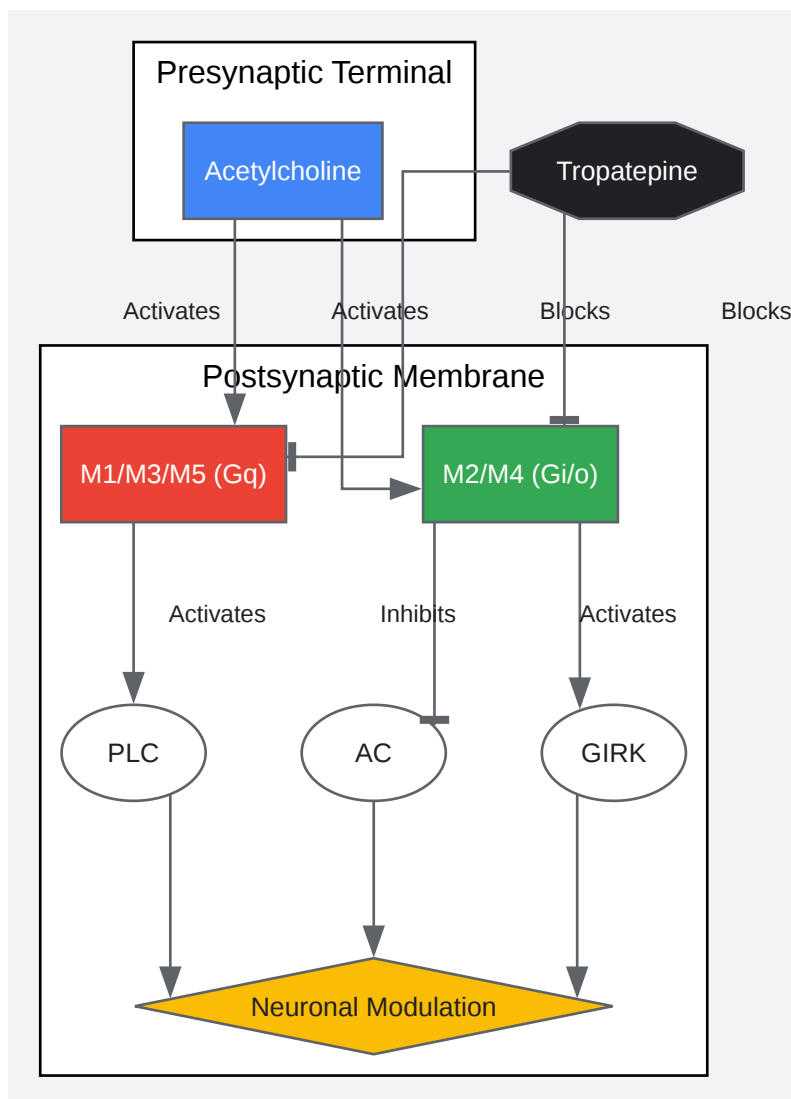 Presynaptic Terminal
Acetylcholine
Tropatepine
Activates
Activates
Blocks
Blocks
Postsynaptic Membrane
M1/M3/M5 (Gq)
M2/M4 (Gi/o)
Activates
Inhibits
Activates
PLC
AC
GIRK
Neuronal Modulation